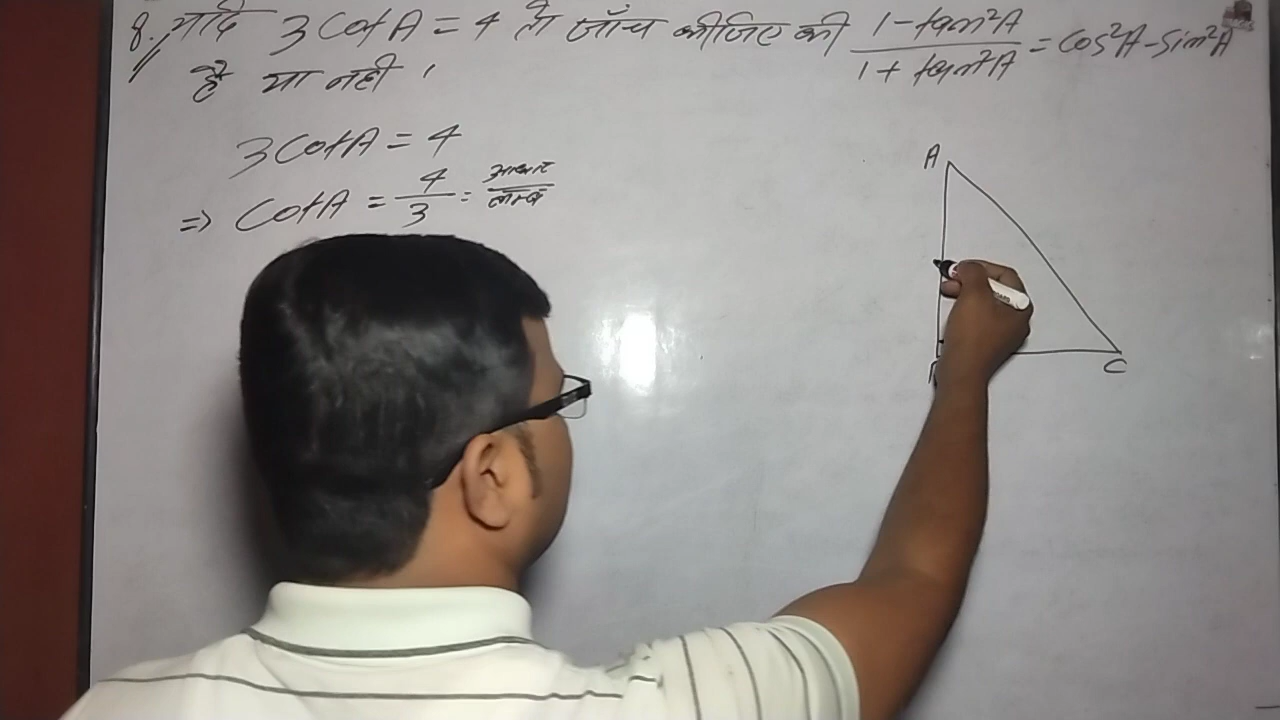 8. यदि 3 Cot A = 4 तो जाँच कीजिए की (1 - tan²A)/(1 + tan²A) = Cos²A - Sin²A
है या नही ।
3 Cot A = 4
⇒ Cot A = 4/3 = आधार/लम्ब
A
C